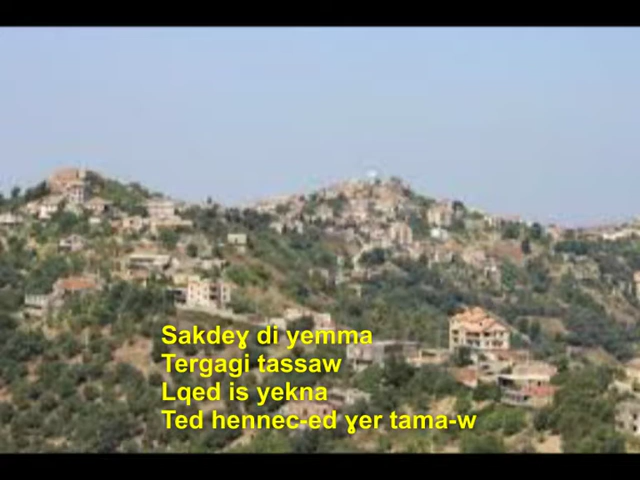 Sakdeɣ di yemma
Tergagi tassaw
Lqed is yekna
Ted hennec-ed ɣer tama-w